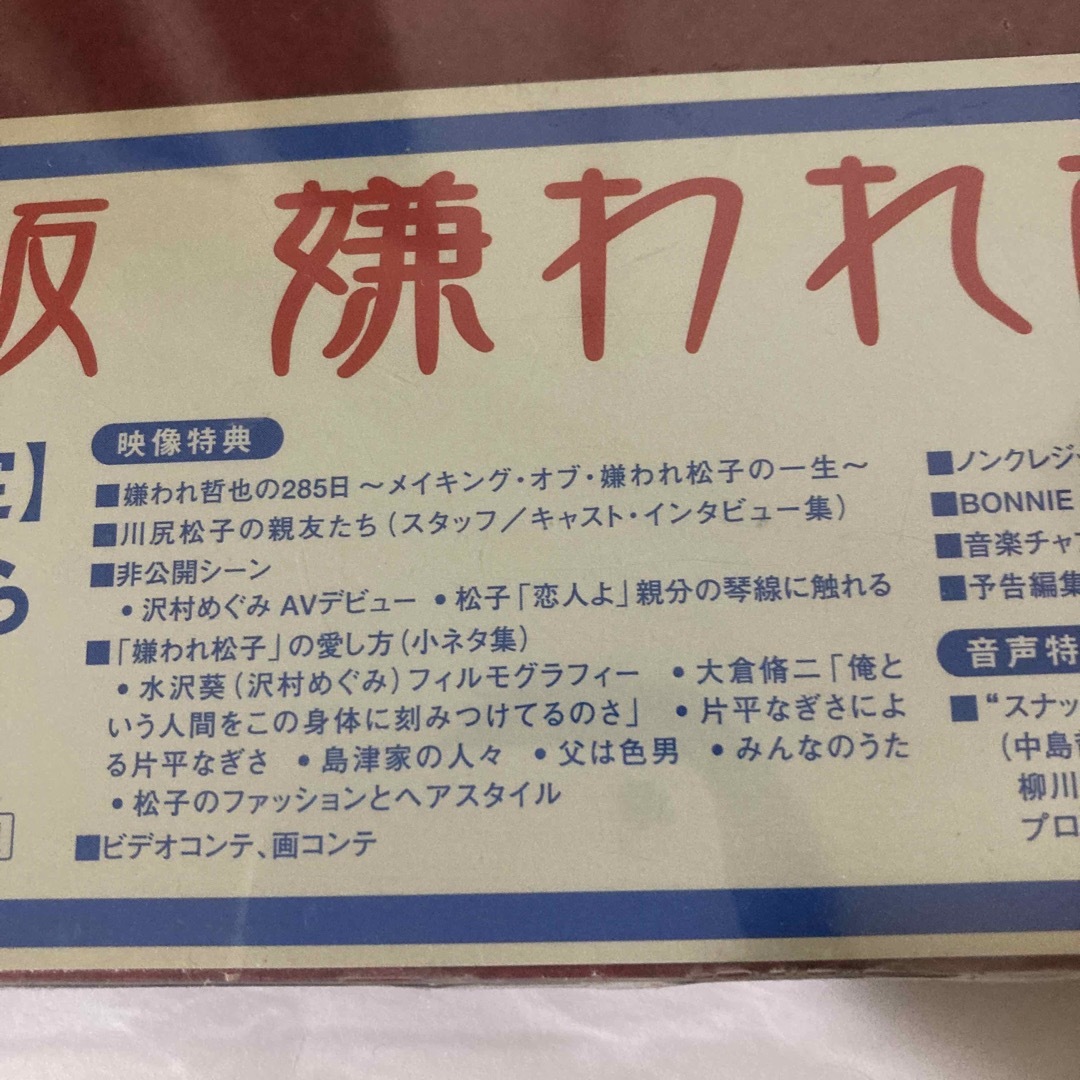 版 嫌われ
映像特典
■嫌われ哲也の285日 ～メイキング・オブ・嫌われ松子の一生～
■川尻松子の親友たち（スタッフ／キャスト・インタビュー集）
■非公開シーン
・沢村めぐみ AVデビュー ・松子「恋人よ」親分の琴線に触れる
■「嫌われ松子」の愛し方（小ネタ集）
・水沢葵（沢村めぐみ）フィルモグラフィー ・大倉脩二「俺と
いう人間をこの身体に刻みつけてるのさ」 ・片平なぎさによ
る片平なぎさ ・島津家の人々 ・父は色男 ・みんなのうた
・松子のファッションとヘアスタイル
■ビデオコンテ、画コンテ
■ノンクレジ
■BONNIE
■音楽チャ
■予告編集
音声特
■“スナッ
（中島
柳川
プロ